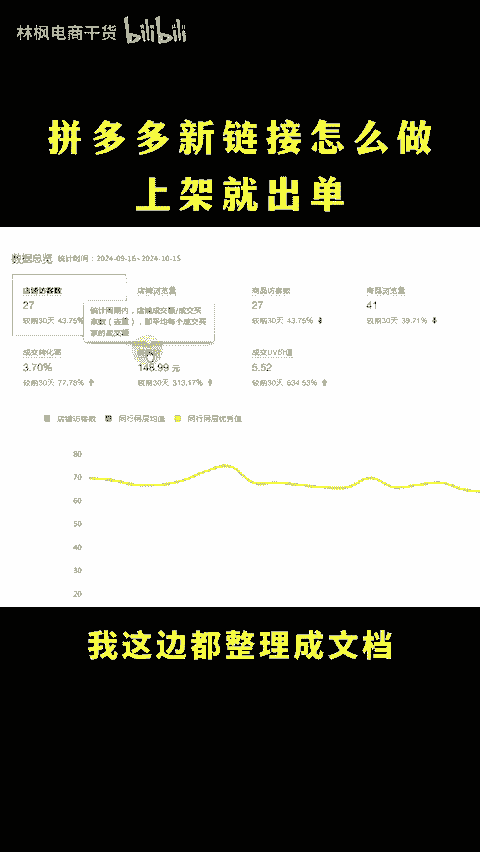 林枫电商干货 bilibili
拼多多新链接怎么做
上架就出单
数据总览 统计时间：2024-09-16~2024-10-15
店铺访客数 店铺浏览量 商品访客数 商品浏览量
27 27 41
较前30天 43.75% 较前30天 43.75% 较前30天 39.71%
统计周期内，店铺成交额/成交买
家数（去重），即平均每个成交买
家的成交额
成交转化率 成交UV价值
3.70% 148.99 元 5.52
较前30天 77.78% 较前30天 313.17% 较前30天 634.53%
店铺访客数 同行同层均值 同行同层优秀值
80
70
60
50
40
30
20
我这边都整理成文档